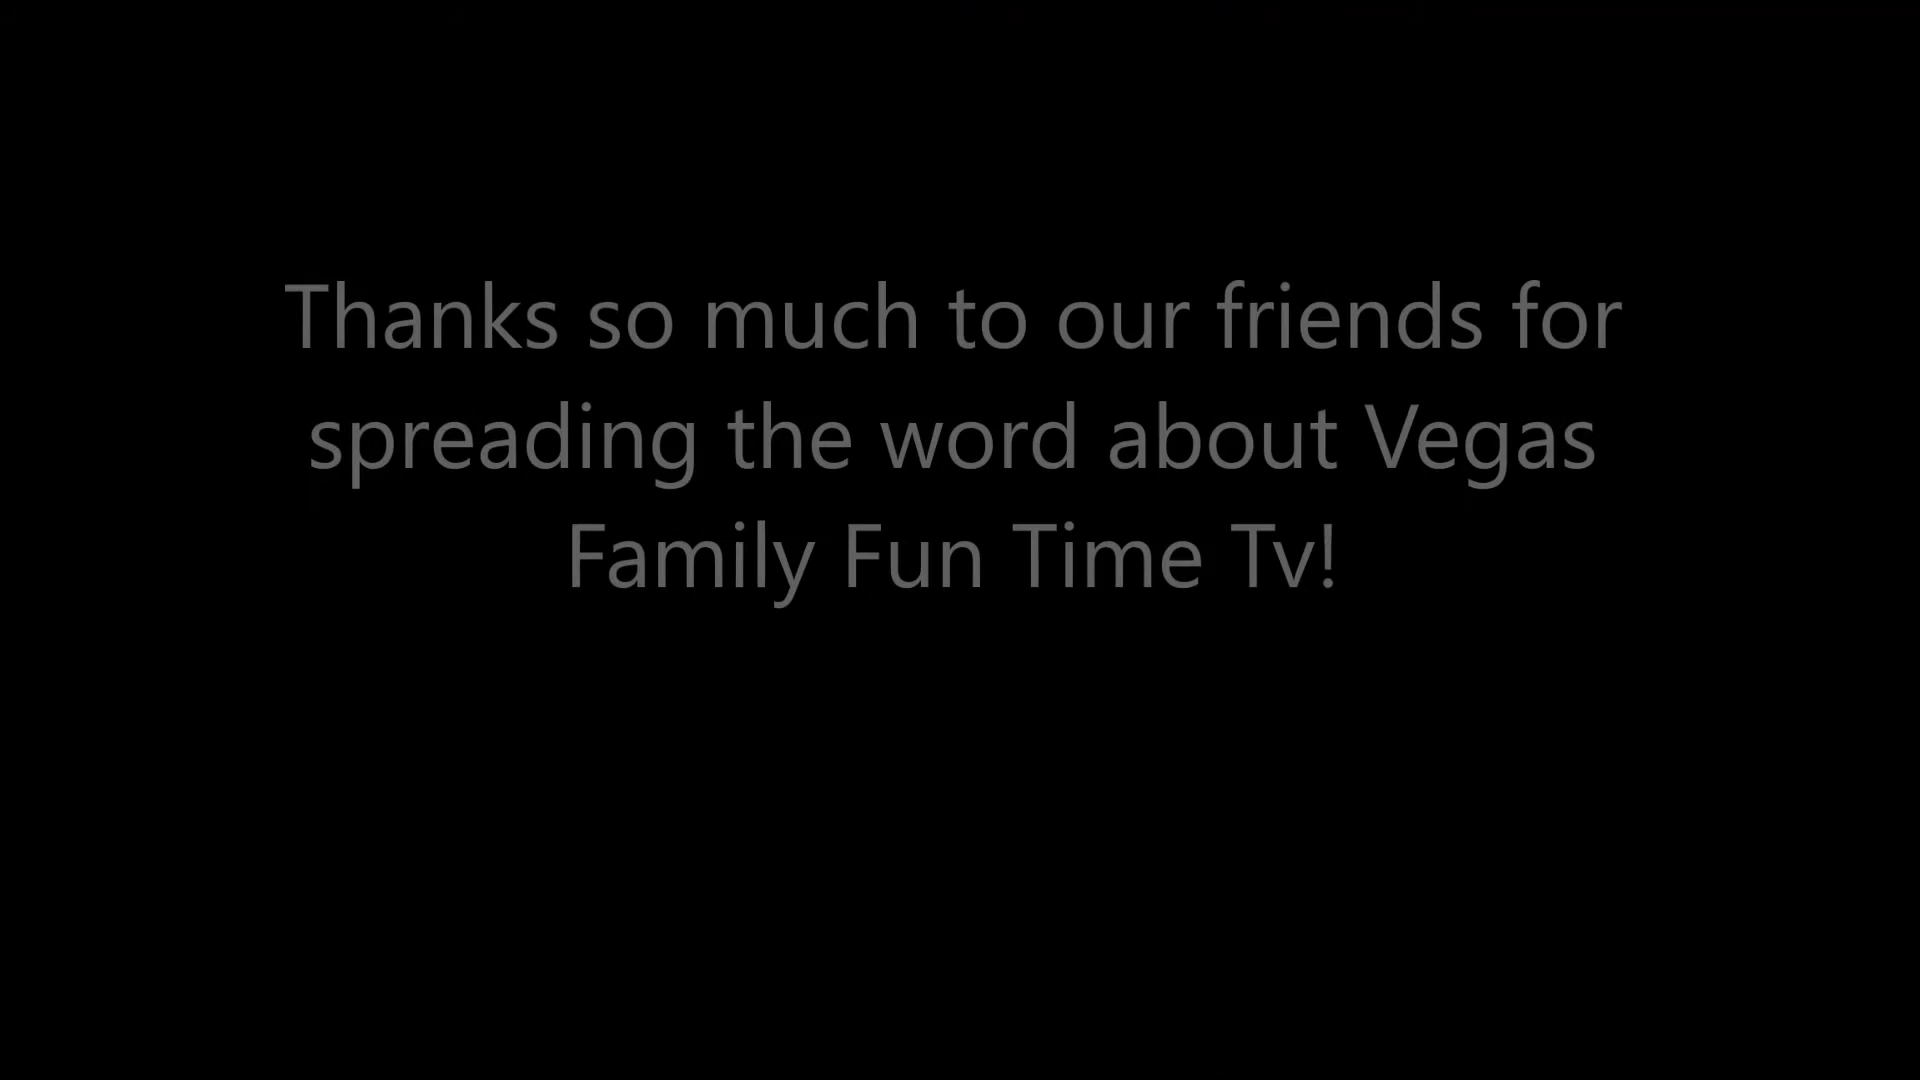 Thanks so much to our friends for
spreading the word about Vegas
Family Fun Time Tv!